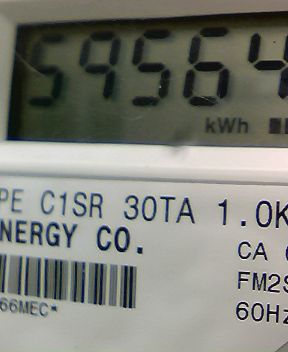 59564
kWh
PE C1SR 30TA 1.0K
NERGY CO.
CA
FM2S
66MEC*
60Hz